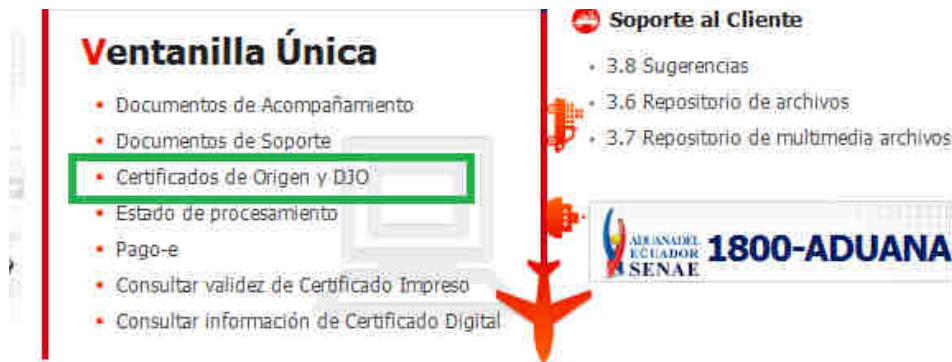 Ventanilla Única
Documentos de Acompañamiento
Documentos de Soporte
Certificados de Origen y DJO
Estado de procesamiento
Pago-e
Consultar validez de Certificado Impreso
Consultar información de Certificado Digital
Soporte al Cliente
3.8 Sugerencias
3.6 Repositorio de archivos
3.7 Repositorio de multimedia archivos
ADUANA DEL
ECUADOR
SENAE
1800-ADUANA